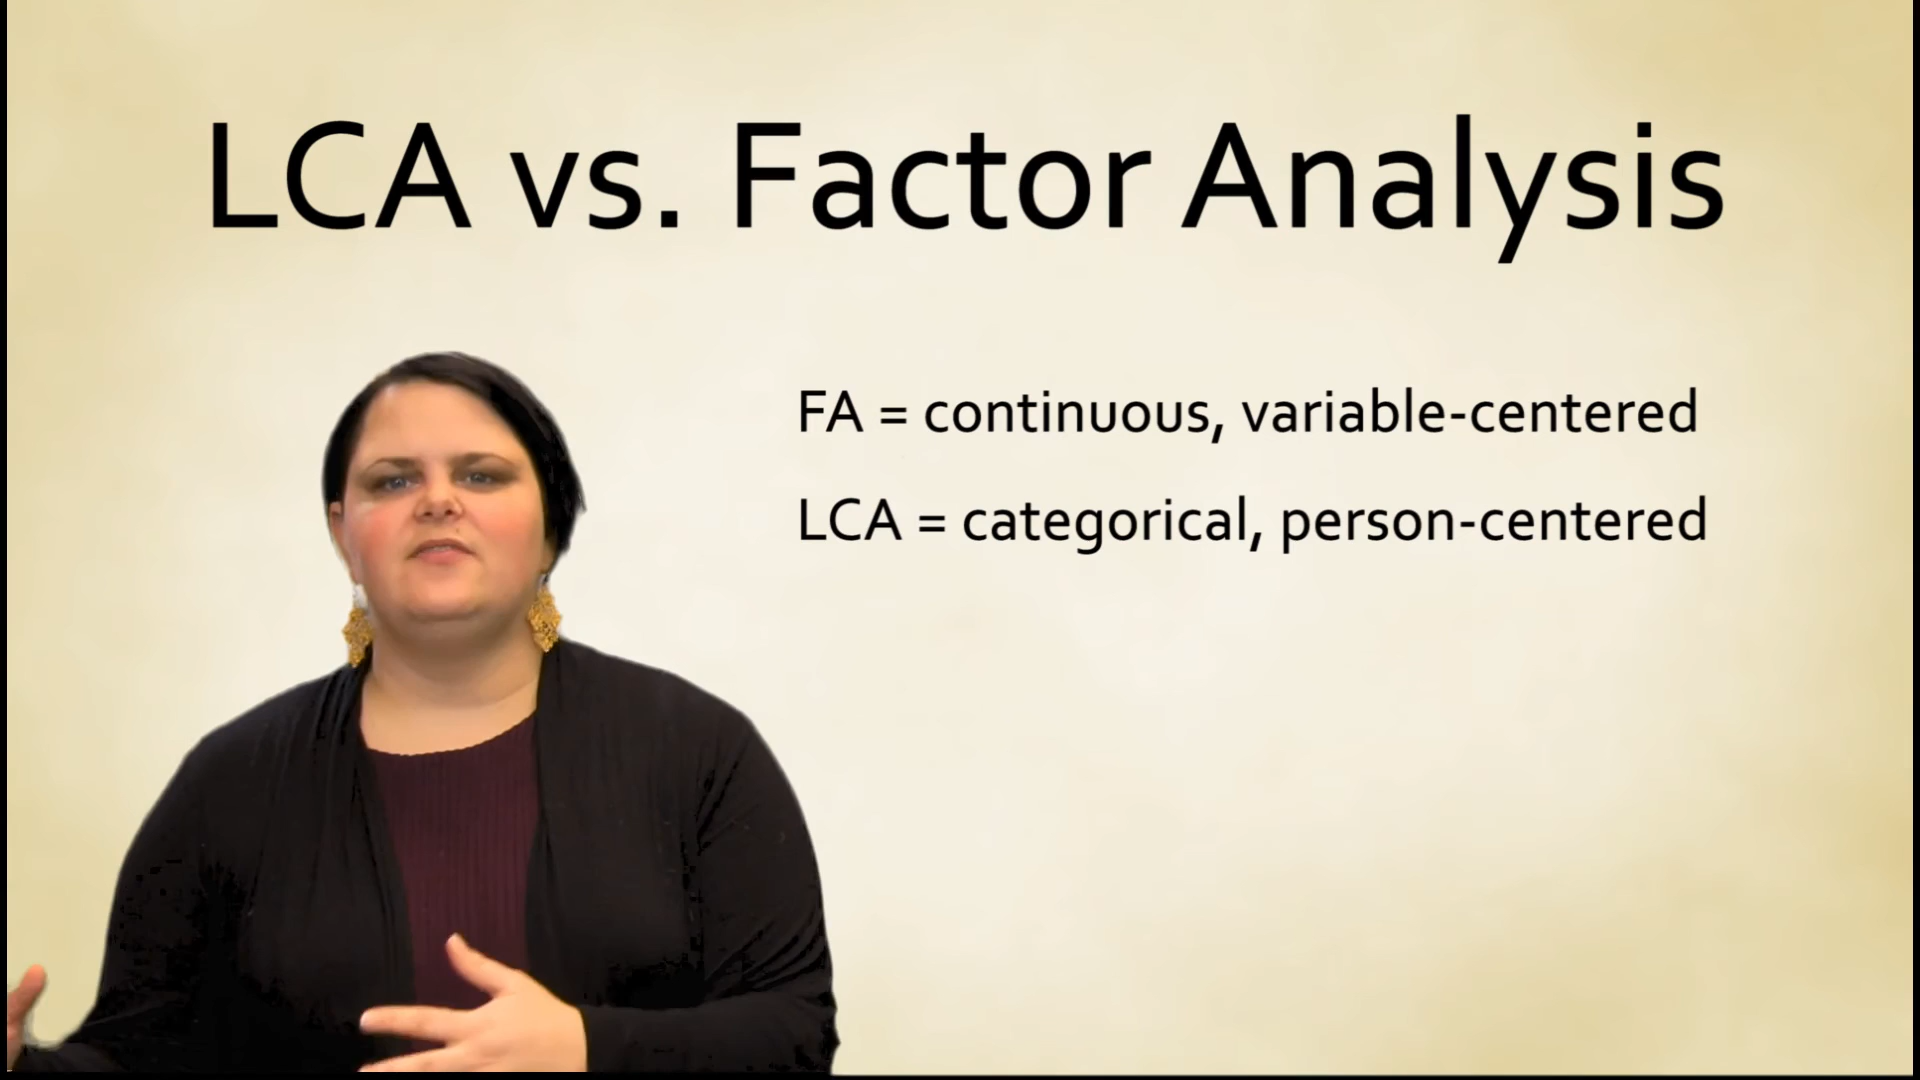 LCA vs. Factor Analysis
FA = continuous, variable-centered
LCA = categorical, person-centered